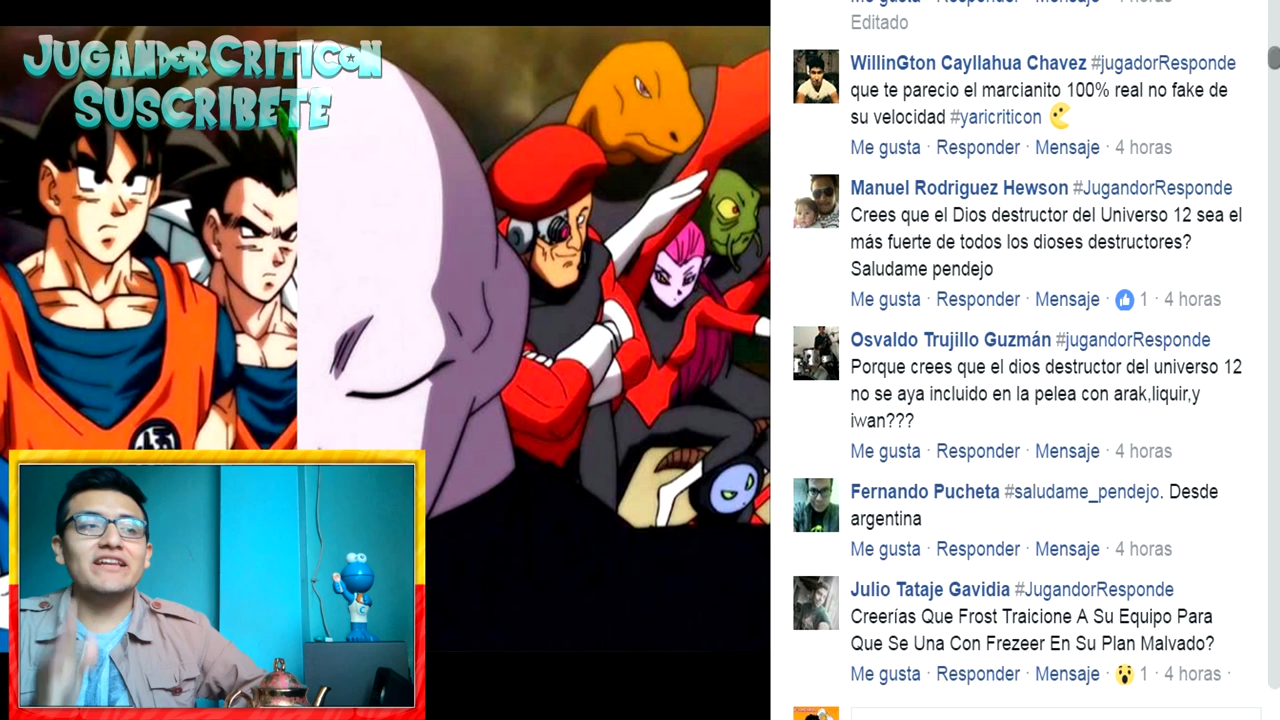 JUGANDORCRITICON
SUSCRIBETE
Editado
WillinGton Cayllahua Chavez #jugadorResponde
que te parecio el marcianito 100% real no fake de
su velocidad #yaricriticon
Me gusta · Responder · Mensaje · 4 horas
Manuel Rodriguez Hewson #JugandorResponde
Crees que el Dios destructor del Universo 12 sea el
más fuerte de todos los dioses destructores?
Saludame pendejo
Me gusta · Responder · Mensaje · 1 · 4 horas
Osvaldo Trujillo Guzmán #jugandorResponde
Porque crees que el dios destructor del universo 12
no se aya incluido en la pelea con arak,liquir,y
iwan???
Me gusta · Responder · Mensaje · 4 horas
Fernando Pucheta #saludame_pendejo. Desde
argentina
Me gusta · Responder · Mensaje · 4 horas
Julio Tataje Gavidia #JugandorResponde
Creerías Que Frost Traicione A Su Equipo Para
Que Se Una Con Frezeer En Su Plan Malvado?
Me gusta · Responder · Mensaje · 1 · 4 horas ·